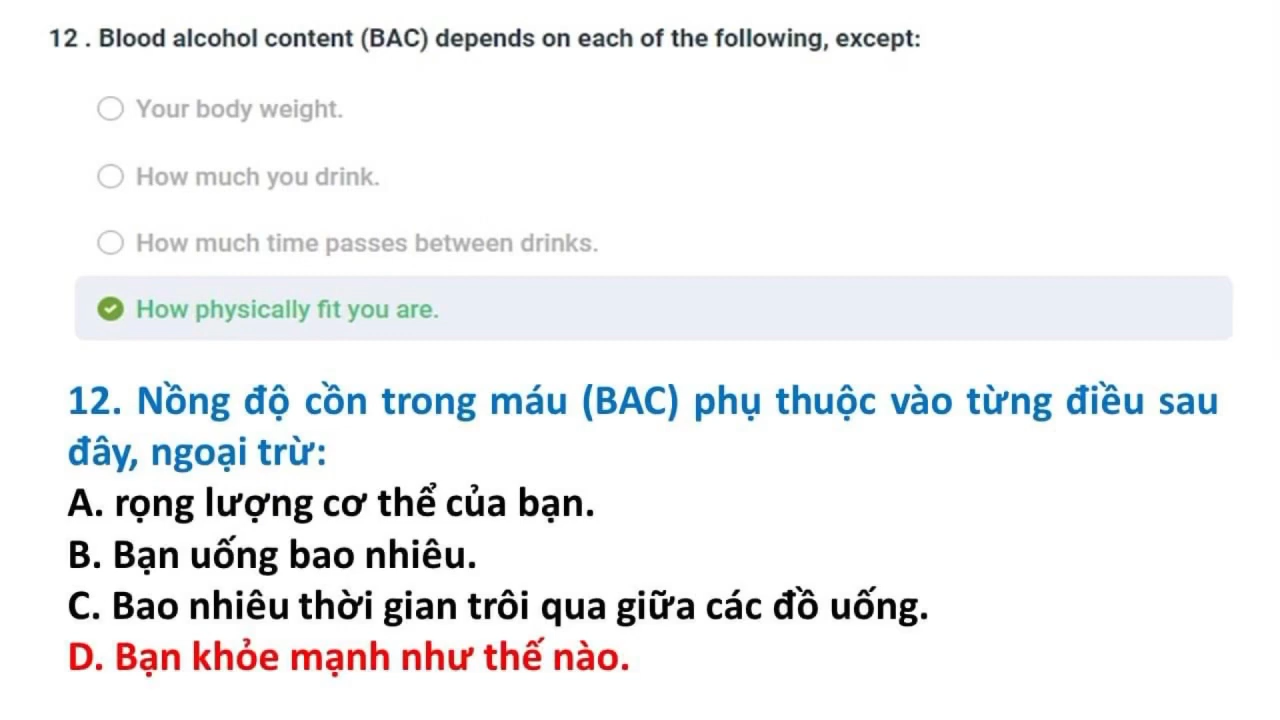 12 . Blood alcohol content (BAC) depends on each of the following, except:
Your body weight.
How much you drink.
How much time passes between drinks.
How physically fit you are.
12. Nồng độ cồn trong máu (BAC) phụ thuộc vào từng điều sau
đây, ngoại trừ:
A. rọng lượng cơ thể của bạn.
B. Bạn uống bao nhiêu.
C. Bao nhiêu thời gian trôi qua giữa các đồ uống.
D. Bạn khỏe mạnh như thế nào.